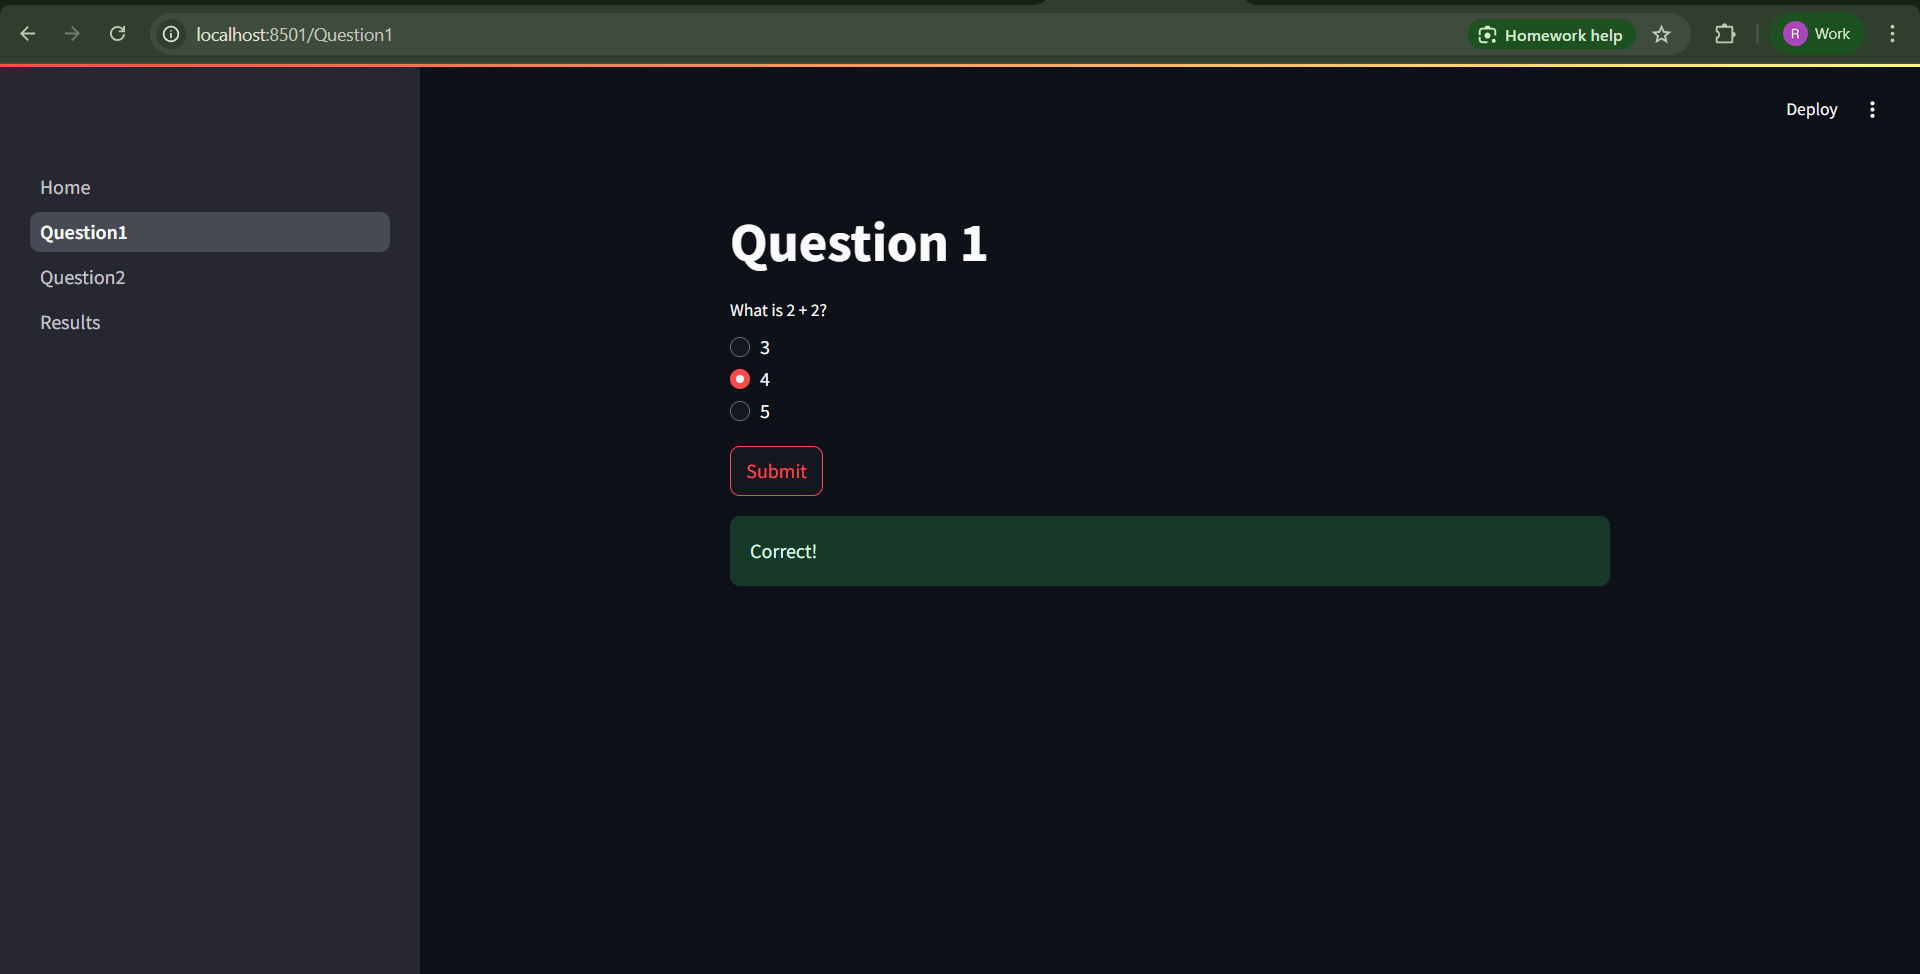 localhost:8501/Question1
Homework help
R
Work
Deploy
Home
Question1
Question2
Results
Question 1
What is 2 + 2?
3
4
5
Submit
Correct!